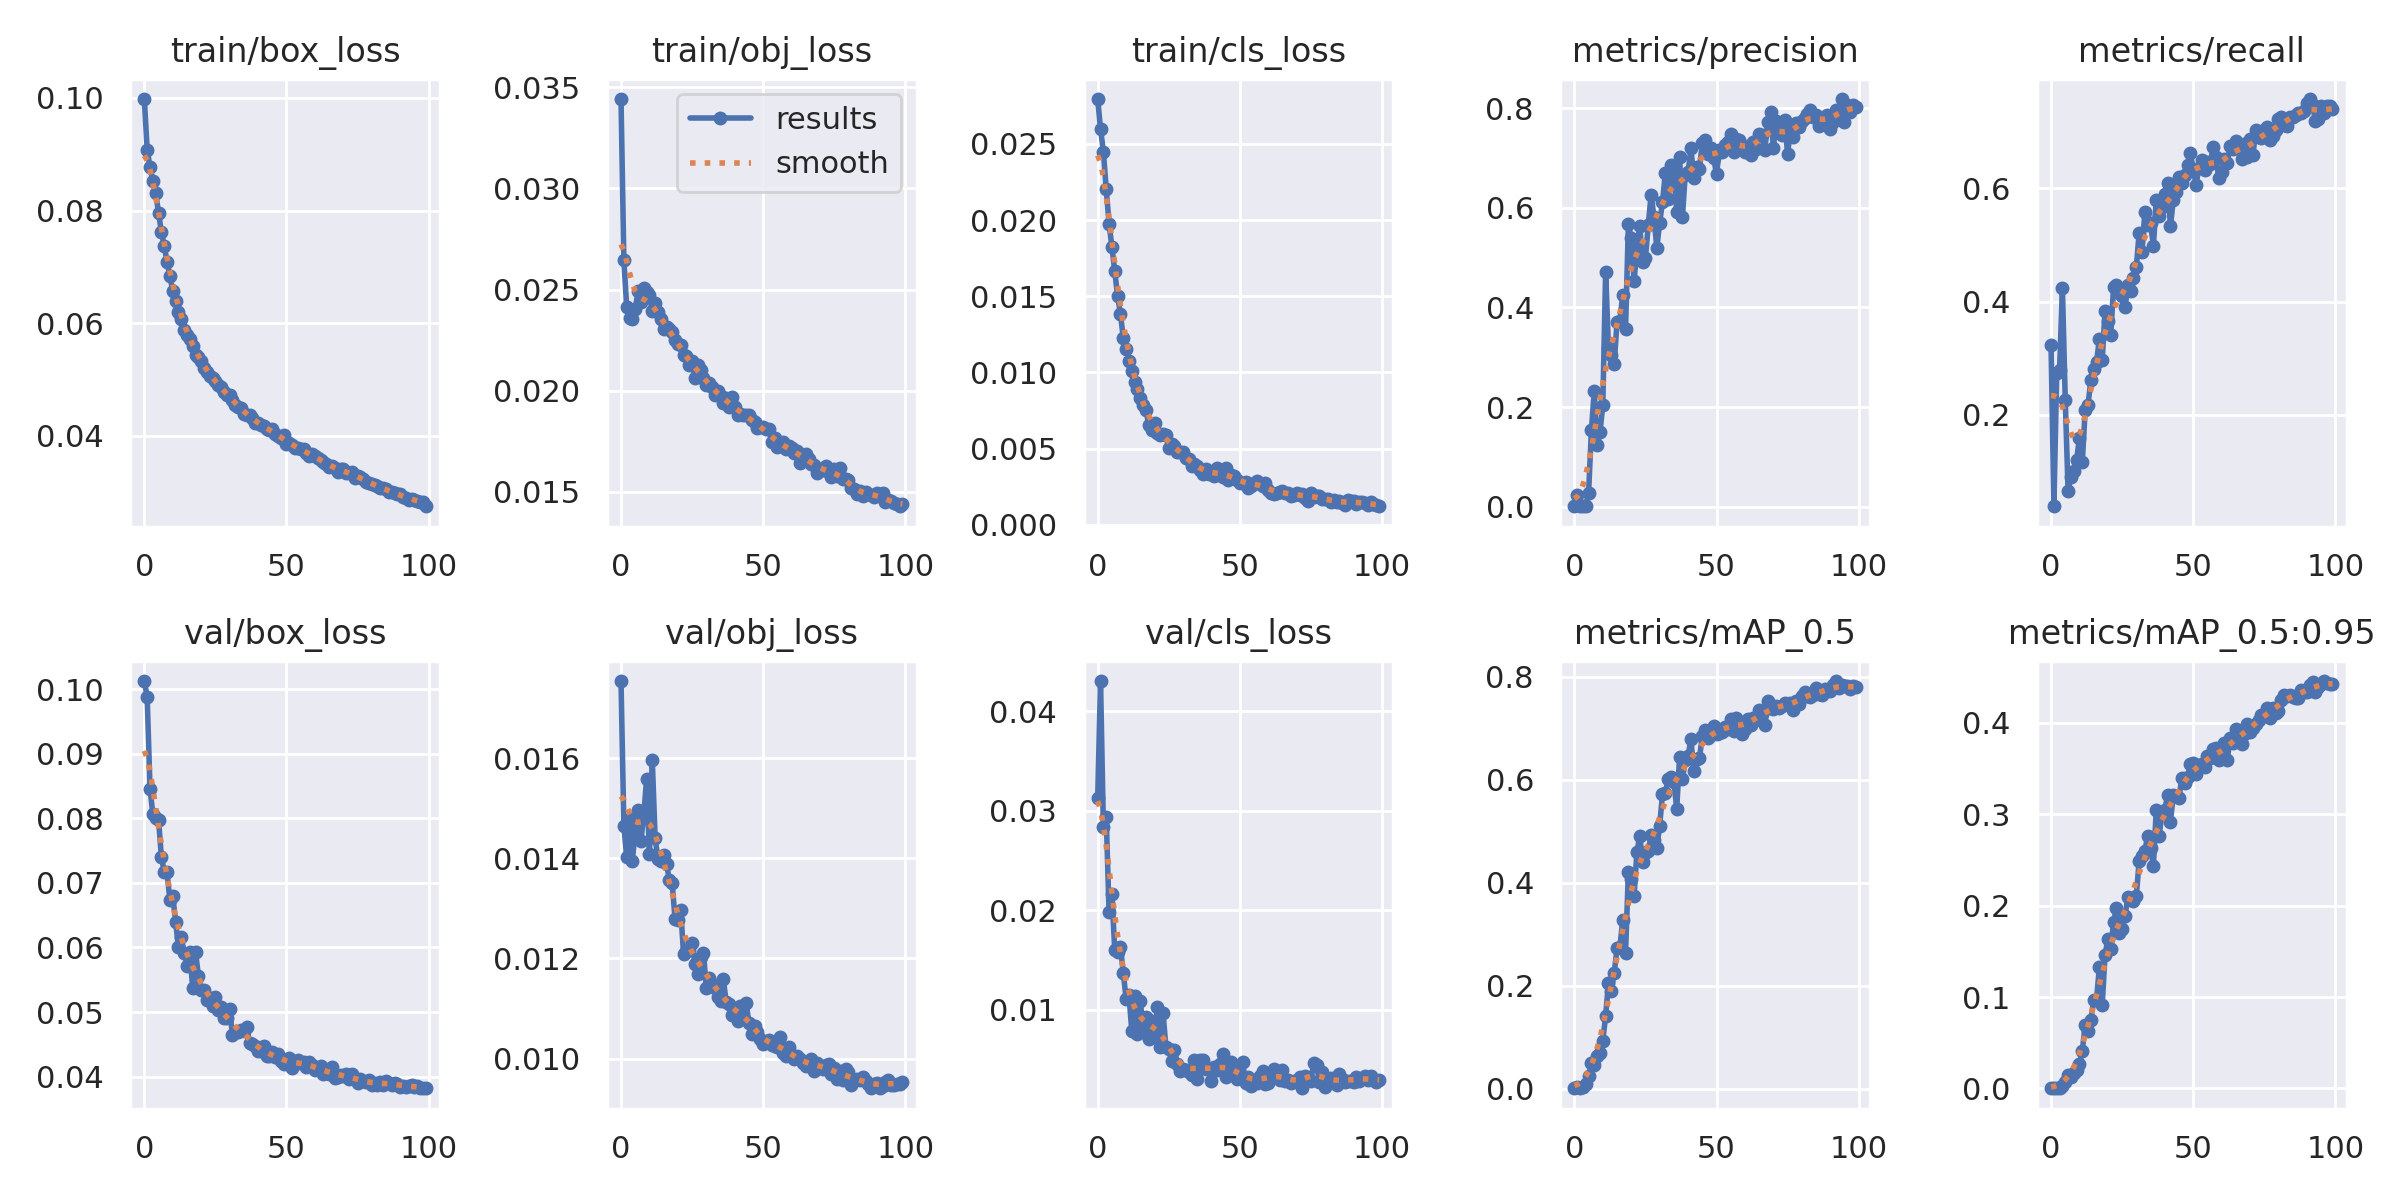 train/box_loss
train/obj_loss
train/cls_loss
metrics/precision
metrics/recall
0.10
0.08
0.06
0.04
0 50 100
0.035
0.030
0.025
0.020
0.015
results
smooth
0 50 100
0.025
0.020
0.015
0.010
0.005
0.000
0 50 100
0.8
0.6
0.4
0.2
0.0
0 50 100
0.6
0.4
0.2
0 50 100
val/box_loss
val/obj_loss
val/cls_loss
metrics/mAP_0.5
metrics/mAP_0.5:0.95
0.10
0.09
0.08
0.07
0.06
0.05
0.04
0 50 100
0.016
0.014
0.012
0.010
0 50 100
0.04
0.03
0.02
0.01
0 50 100
0.8
0.6
0.4
0.2
0.0
0 50 100
0.4
0.3
0.2
0.1
0.0
0 50 100